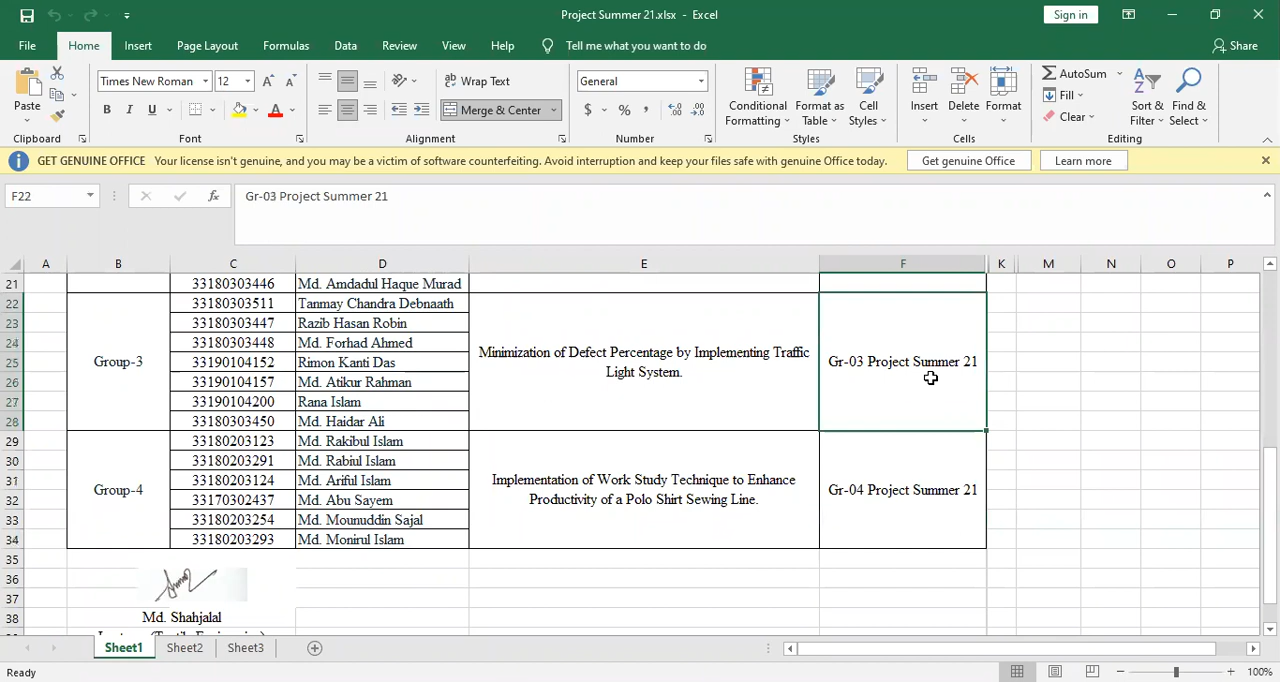 Project Summer 21.xlsx - Excel
Sign in
File Home Insert Page Layout Formulas Data Review View Help Tell me what you want to do Share
Times New Roman 12 Wrap Text General AutoSum
Fill
Paste B I U Merge & Center $ % Conditional Formatting Format as Table Cell Styles Insert Delete Format Clear Sort & Filter Find & Select
Clipboard Font Alignment Number Styles Cells Editing
GET GENUINE OFFICE Your license isn't genuine, and you may be a victim of software counterfeiting. Avoid interruption and keep your files safe with genuine Office today. Get genuine Office Learn more
F22 fx Gr-03 Project Summer 21
A B C D E F K M N O P
21 33180303446 Md. Amdadul Haque Murad
22 33180303511 Tanmay Chandra Debnaath
23 33180303447 Razib Hasan Robin
24 33180303448 Md. Forhad Ahmed
25 Group-3 33190104152 Rimon Kanti Das Minimization of Defect Percentage by Implementing Traffic Gr-03 Project Summer 21
Light System.
26 33190104157 Md. Atikur Rahman
27 33190104200 Rana Islam
28 33180303450 Md. Haidar Ali
29 33180203123 Md. Rakibul Islam
30 33180203291 Md. Rabiul Islam
31 Group-4 33180203124 Md. Ariful Islam Implementation of Work Study Technique to Enhance Gr-04 Project Summer 21
32 33170302437 Md. Abu Sayem Productivity of a Polo Shirt Sewing Line.
33 33180203254 Md. Mounuddin Sajal
34 33180203293 Md. Monirul Islam
35
36
37
38 Md. Shahjalal
Sheet1 Sheet2 Sheet3
Ready 100%